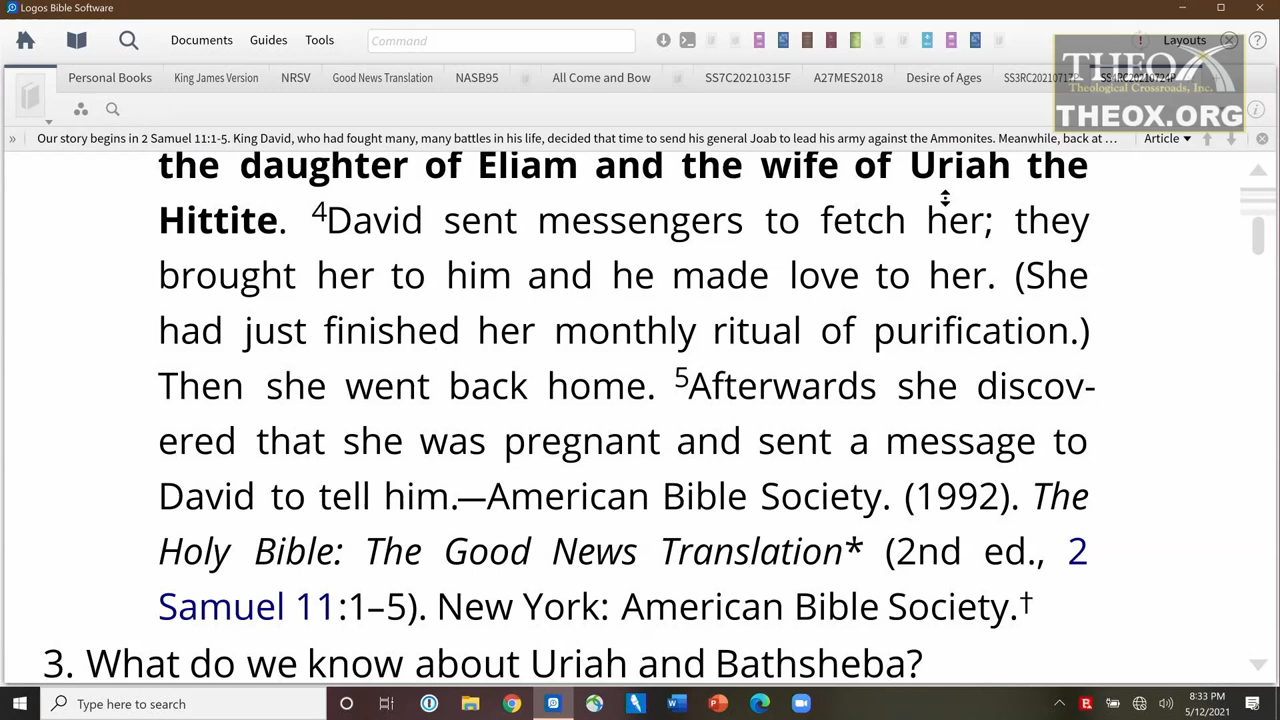 Logos Bible Software
Documents Guides Tools Command Layouts
Personal Books King James Version NRSV Good News Translation NASB95 All Come and Bow SS7C20210315F A27MES2018 Desire of Ages
THEOX
Theological Crossroads, Inc.
THEOX.ORG
» Our story begins in 2 Samuel 11:1-5. King David, who had fought many, many battles in his life, decided that time to send his general Joab to lead his army against the Ammonites. Meanwhile, back at … Article
the daughter of Eliam and the wife of Uriah the
Hittite. 4David sent messengers to fetch her; they
brought her to him and he made love to her. (She
had just finished her monthly ritual of purification.)
Then she went back home. 5Afterwards she discov-
ered that she was pregnant and sent a message to
David to tell him.—American Bible Society. (1992). The
Holy Bible: The Good News Translation* (2nd ed., 2
Samuel 11:1–5). New York: American Bible Society.†
3. What do we know about Uriah and Bathsheba?
Type here to search
8:33 PM
5/12/2021